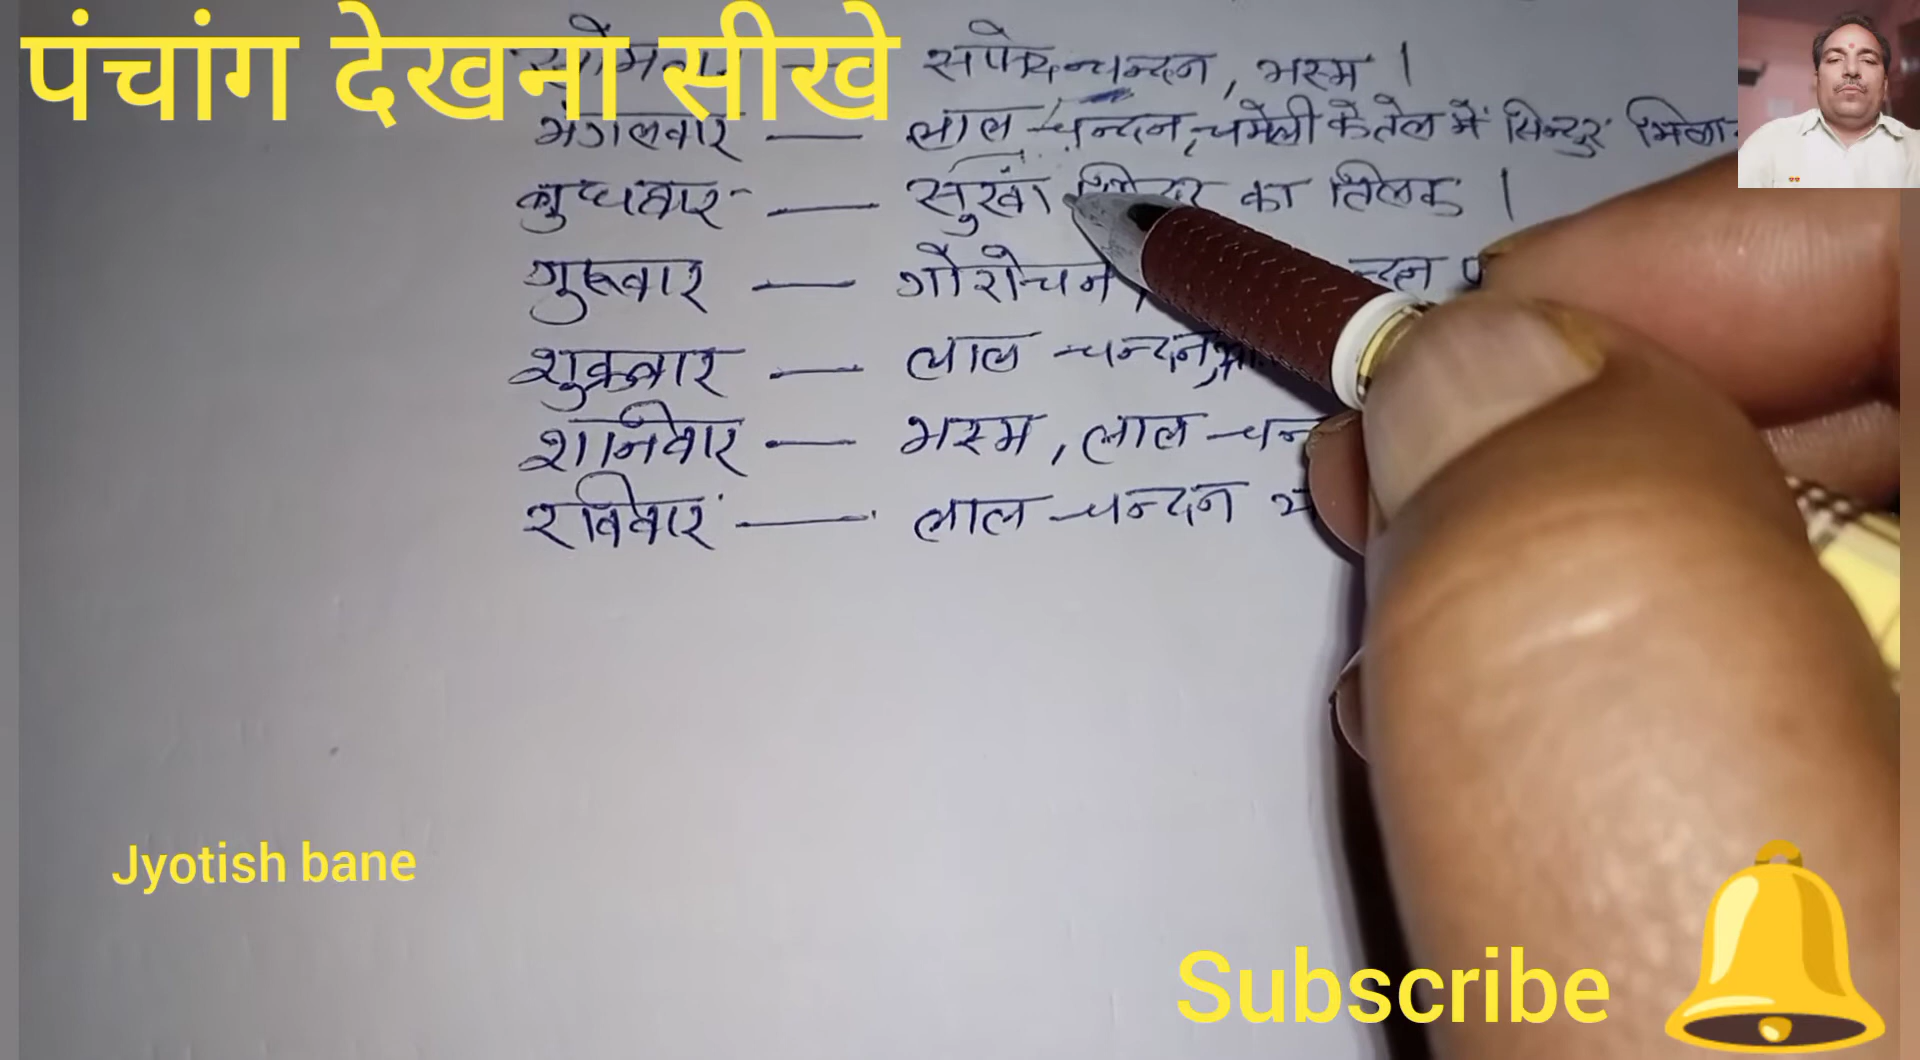 पंचांग देखना सीखे
सोमवार — सफेद चन्दन, भस्म ।
मंगलवार — लाल चन्दन, चमेली के तेल में सिन्दुर
बुधवार — सुखा का तिलक ।
गुरूवार — गौरोचन
शुक्रवार — लाल चन्दन,
शनिवार — भस्म, लाल
रविवार — लाल चन्दन
Jyotish bane
Subscribe